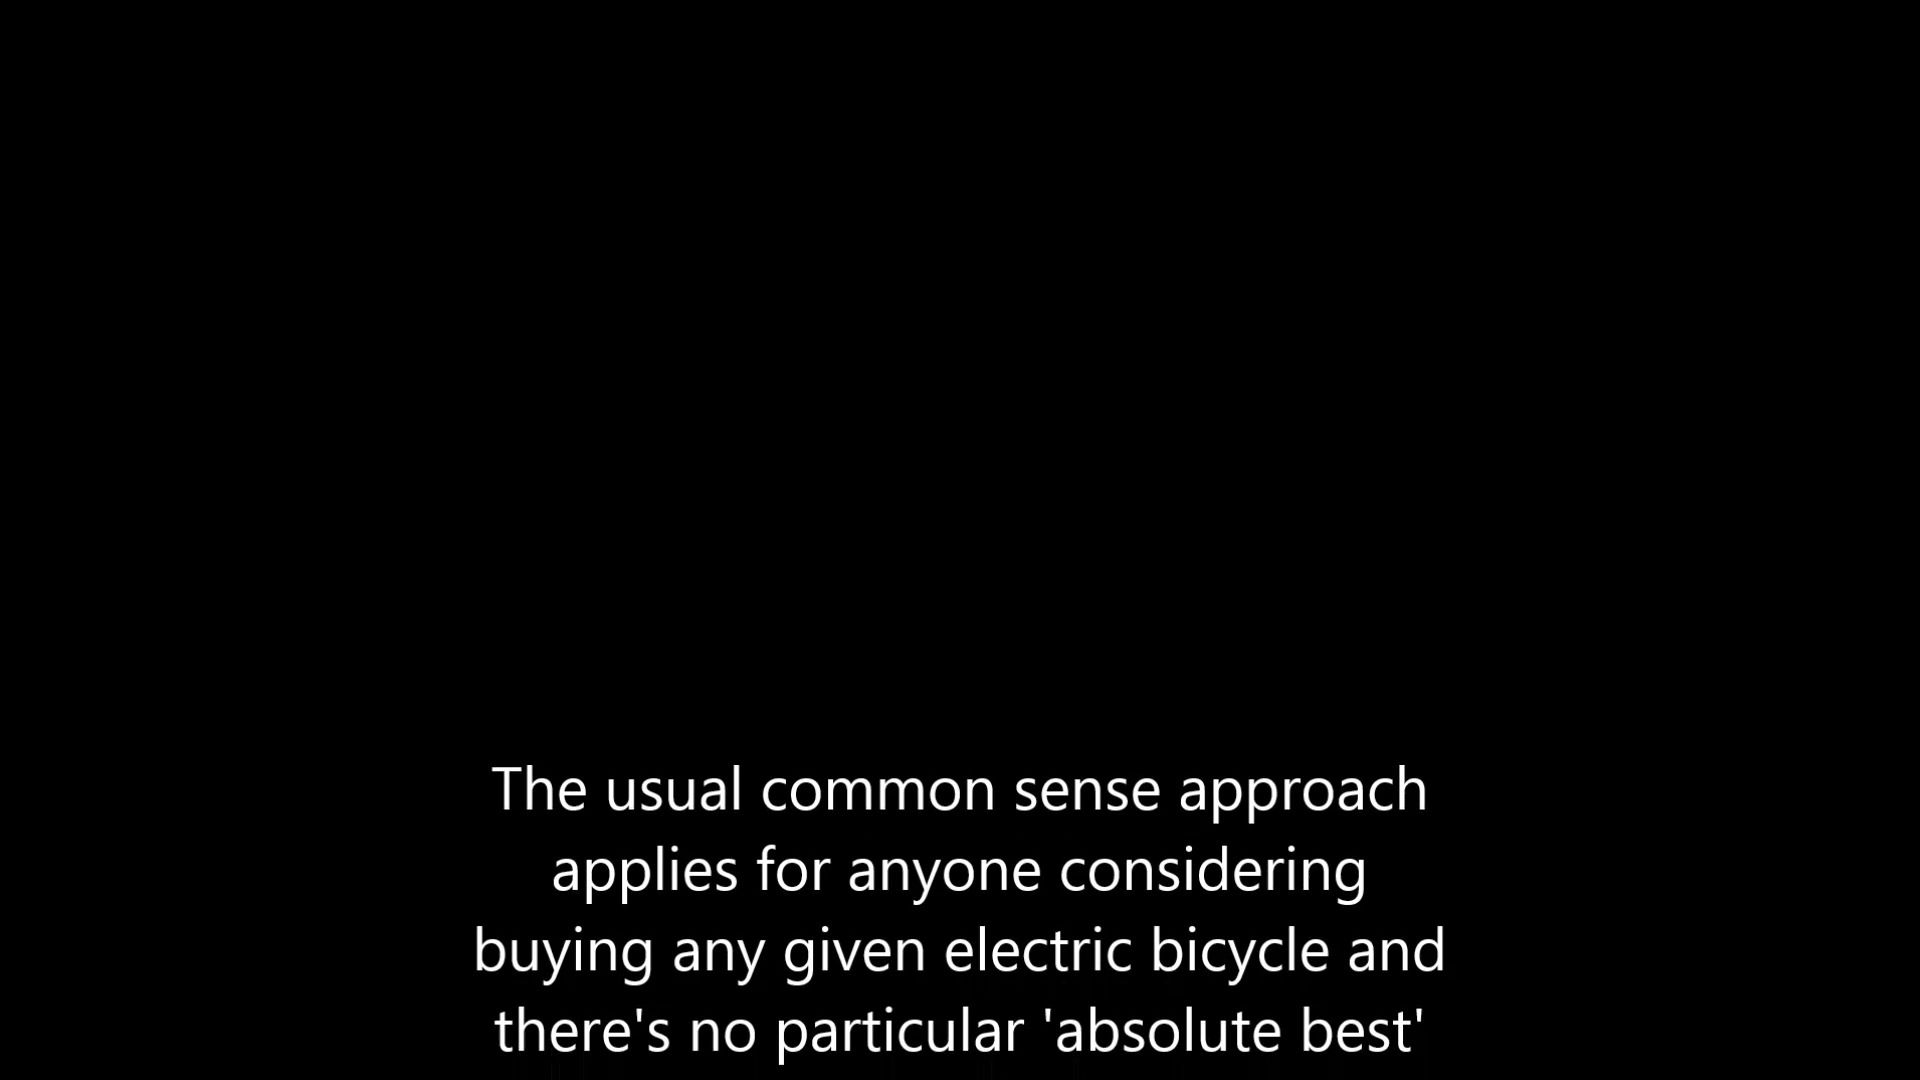 The usual common sense approach
applies for anyone considering
buying any given electric bicycle and
there's no particular 'absolute best'